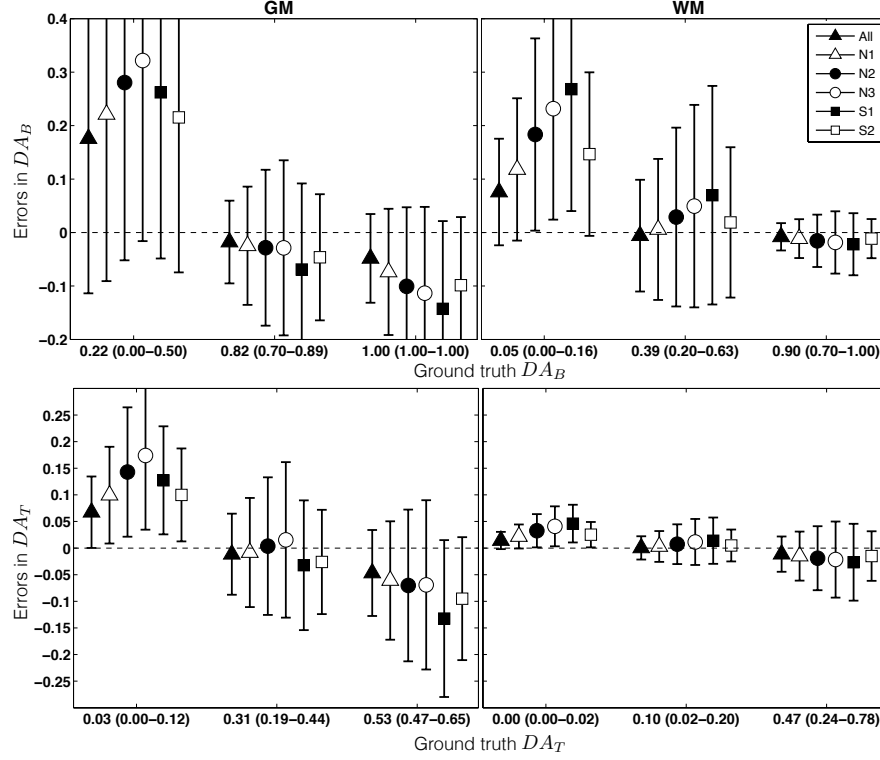 GM
WM
0.4
0.3
0.2
0.1
0
−0.1
−0.2
Errors in DA_B
All
N1
N2
N3
S1
S2
0.22 (0.00−0.50)
0.82 (0.70−0.89)
1.00 (1.00−1.00)
0.05 (0.00−0.16)
0.39 (0.20−0.63)
0.90 (0.70−1.00)
Ground truth DA_B
Ground truth DA_B
0.25
0.2
0.15
0.1
0.05
0
−0.05
−0.1
−0.15
−0.2
−0.25
Errors in DA_T
0.03 (0.00−0.12)
0.31 (0.19−0.44)
0.53 (0.47−0.65)
0.00 (0.00−0.02)
0.10 (0.02−0.20)
0.47 (0.24−0.78)
Ground truth DA_T
Ground truth DA_T